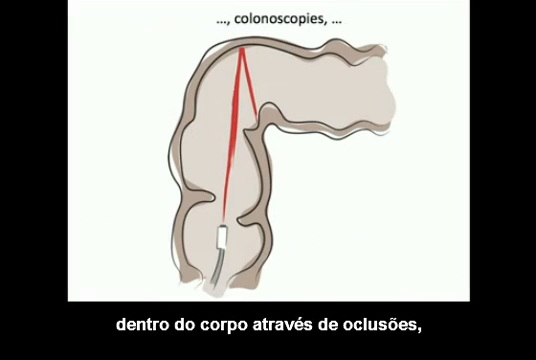 ..., colonoscopies, ...
dentro do corpo através de oclusões,